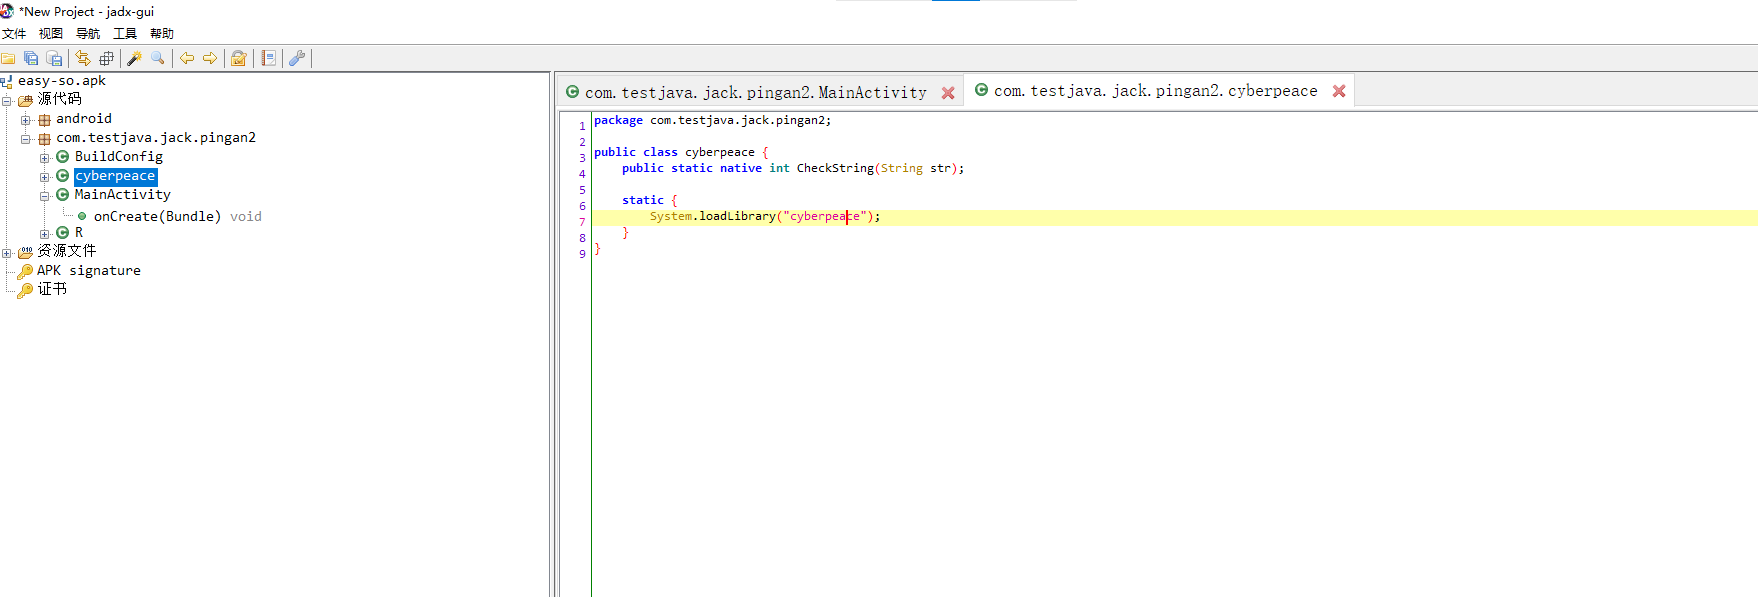 *New Project - jadx-gui
文件 视图 导航 工具 帮助
easy-so.apk
源代码
android
com.testjava.jack.pingan2
BuildConfig
cyberpeace
MainActivity
onCreate(Bundle) void
R
资源文件
APK signature
证书
com.testjava.jack.pingan2.MainActivity com.testjava.jack.pingan2.cyberpeace
1 package com.testjava.jack.pingan2;
2
3 public class cyberpeace {
4 public static native int CheckString(String str);
5
6 static {
7 System.loadLibrary("cyberpeace");
8 }
9 }